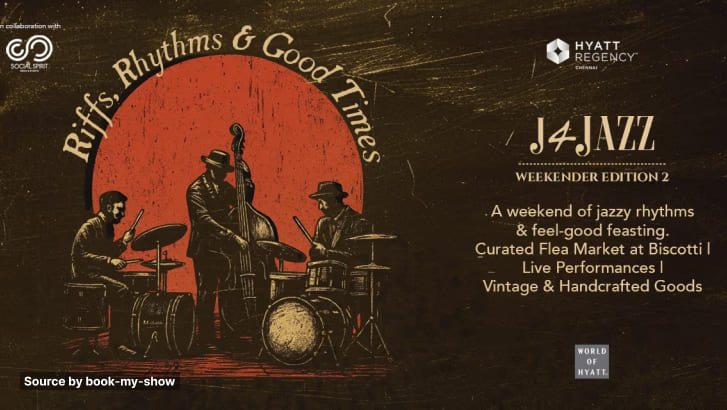 in collaboration with
SOCIAL SPIRIT
Riffs, Rhythms & Good Times
HYATT
REGENCY™
CHENNAI
J4JAZZ
WEEKENDER EDITION 2
A weekend of jazzy rhythms
& feel-good feasting.
Curated Flea Market at Biscotti |
Live Performances |
Vintage & Handcrafted Goods
WORLD
OF
HYATT
Source by book-my-show